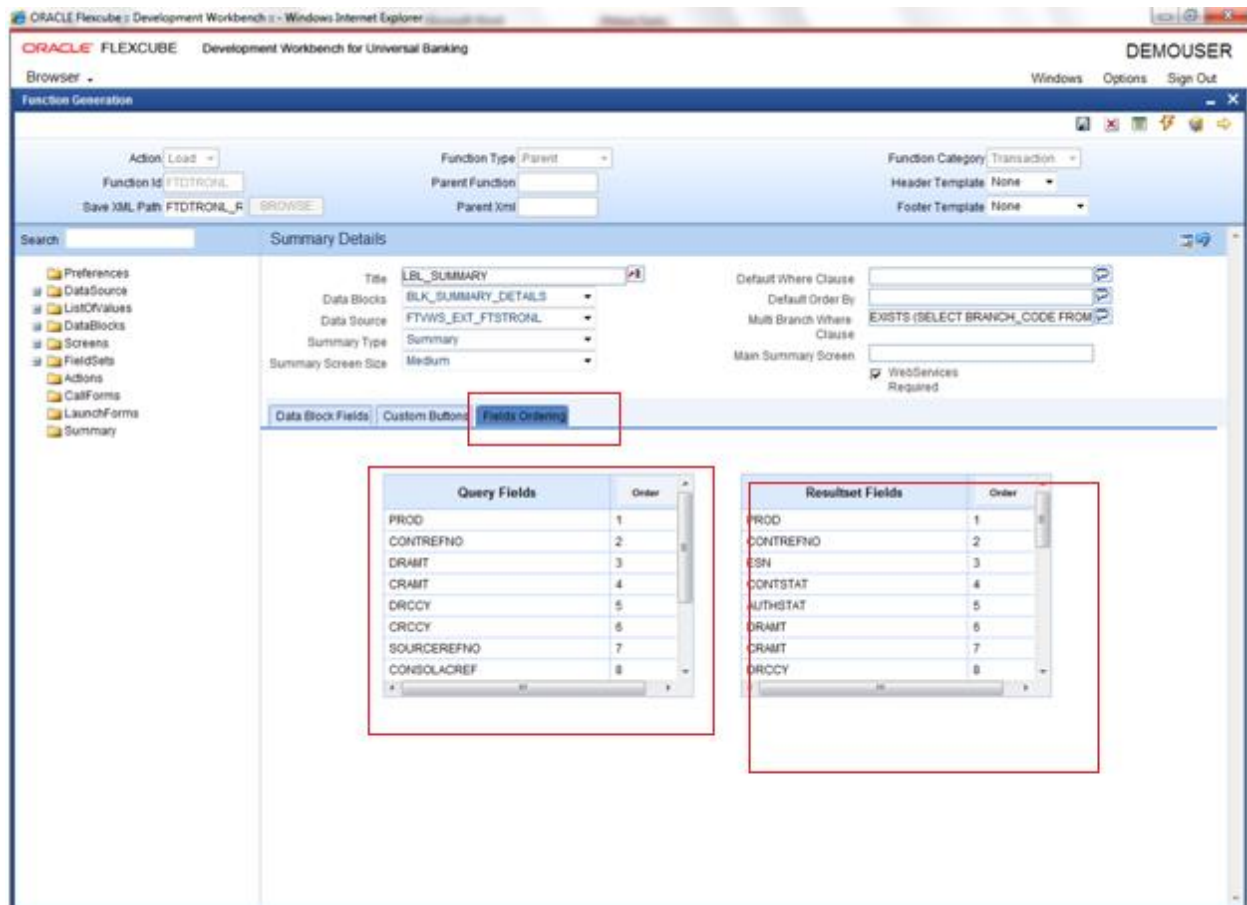 ORACLE Flexcube :: Development Workbench :: - Windows Internet Explorer
ORACLE FLEXCUBE Development Workbench for Universal Banking
DEMOUSER
Browser
Windows Options Sign Out
Function Generation
Action Load
Function Type Parent
Function Category Transaction
Function Id FTDTRONL
Parent Function
Header Template None
Save XML Path FTDTRONL_R BROWSE
Parent Xml
Footer Template None
Search
Summary Details
Preferences
DataSource
ListOfValues
DataBlocks
Screens
FieldSets
Actions
CallForms
LaunchForms
Summary
Title LBL_SUMMARY
Data Blocks BLK_SUMMARY_DETAILS
Data Source FTVWS_EXT_FTSTRONL
Summary Type Summary
Summary Screen Size Medium
Default Where Clause
Default Order By
Multi Branch Where Clause EXISTS (SELECT BRANCH_CODE FROM
Main Summary Screen
WebServices
Required
Data Block Fields Custom Buttons Fields Ordering
Query Fields Order
PROD 1
CONTREFNO 2
DRAMT 3
CRAMT 4
DRCCY 5
CRCCY 6
SOURCEREFNO 7
CONSOLACREF 8
Resultset Fields Order
PROD 1
CONTREFNO 2
ESN 3
CONTSTAT 4
AUTHSTAT 5
DRAMT 6
CRAMT 7
DRCCY 8